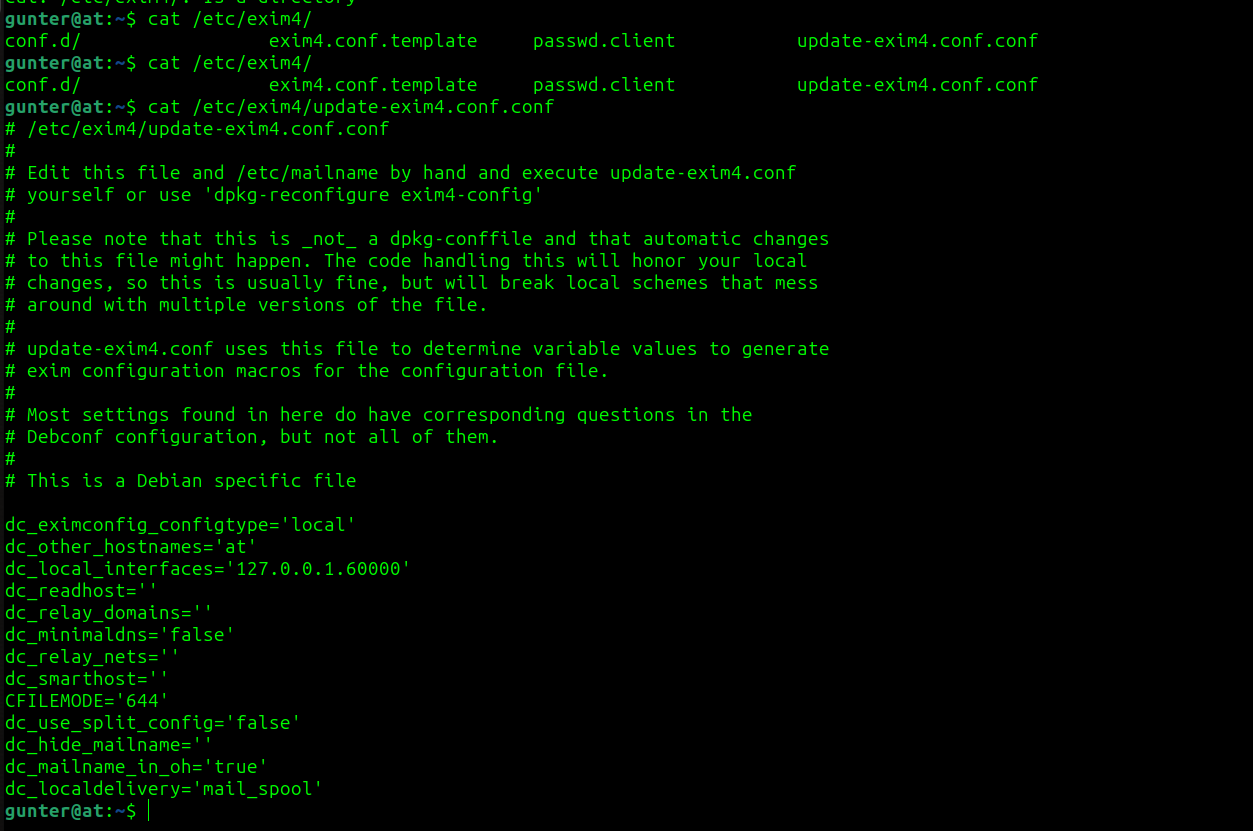 cat: /etc/exim4/: Is a directory
gunter@at:~$ cat /etc/exim4/
conf.d/                 exim4.conf.template     passwd.client           update-exim4.conf.conf
gunter@at:~$ cat /etc/exim4/
conf.d/                 exim4.conf.template     passwd.client           update-exim4.conf.conf
gunter@at:~$ cat /etc/exim4/update-exim4.conf.conf
# /etc/exim4/update-exim4.conf.conf
#
# Edit this file and /etc/mailname by hand and execute update-exim4.conf
# yourself or use 'dpkg-reconfigure exim4-config'
#
# Please note that this is _not_ a dpkg-conffile and that automatic changes
# to this file might happen. The code handling this will honor your local
# changes, so this is usually fine, but will break local schemes that mess
# around with multiple versions of the file.
#
# update-exim4.conf uses this file to determine variable values to generate
# exim configuration macros for the configuration file.
#
# Most settings found in here do have corresponding questions in the
# Debconf configuration, but not all of them.
#
# This is a Debian specific file

dc_eximconfig_configtype='local'
dc_other_hostnames='at'
dc_local_interfaces='127.0.0.1.60000'
dc_readhost=''
dc_relay_domains=''
dc_minimaldns='false'
dc_relay_nets=''
dc_smarthost=''
CFILEMODE='644'
dc_use_split_config='false'
dc_hide_mailname=''
dc_mailname_in_oh='true'
dc_localdelivery='mail_spool'
gunter@at:~$